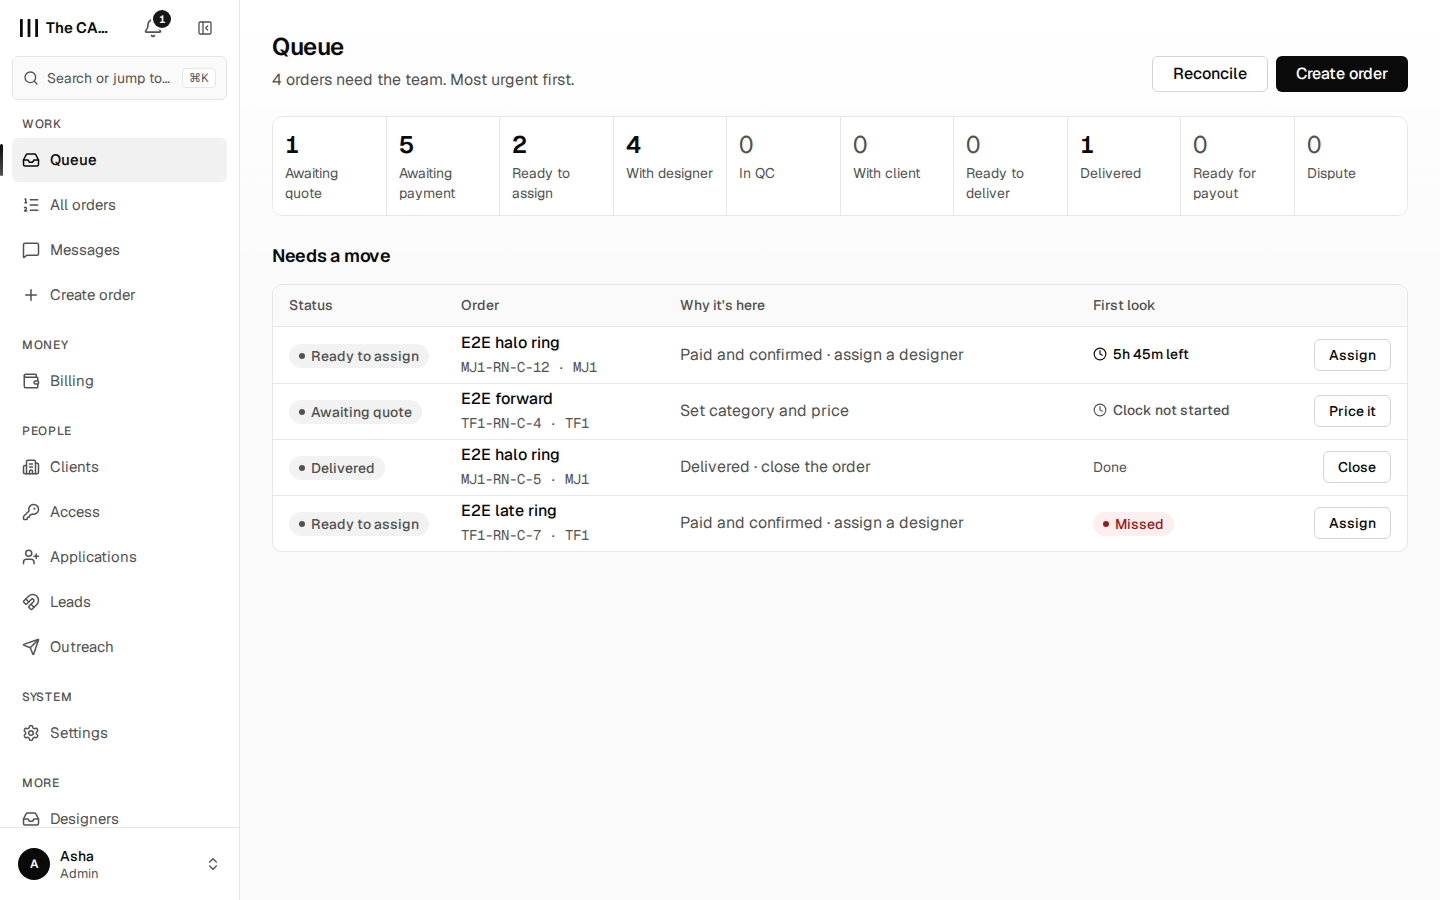 The CA...
1
Search or jump to... ⌘K
WORK
Queue
All orders
Messages
Create order
MONEY
Billing
PEOPLE
Clients
Access
Applications
Leads
Outreach
SYSTEM
Settings
MORE
Designers
A
Asha
Admin
Queue
4 orders need the team. Most urgent first.
Reconcile
Create order
1
Awaiting
quote
5
Awaiting
payment
2
Ready to
assign
4
With designer
0
In QC
0
With client
0
Ready to
deliver
1
Delivered
0
Ready for
payout
0
Dispute
Needs a move
Status Order Why it's here First look
Ready to assign
E2E halo ring
MJ1-RN-C-12 · MJ1
Paid and confirmed · assign a designer
5h 45m left
Assign
Awaiting quote
E2E forward
TF1-RN-C-4 · TF1
Set category and price
Clock not started
Price it
Delivered
E2E halo ring
MJ1-RN-C-5 · MJ1
Delivered · close the order
Done
Close
Ready to assign
E2E late ring
TF1-RN-C-7 · TF1
Paid and confirmed · assign a designer
Missed
Assign